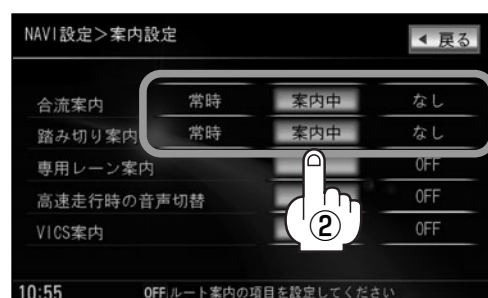 NAVI設定＞案内設定
◀ 戻る
合流案内 常時 案内中 なし
踏み切り案内 常時 案内中 なし
専用レーン案内 OFF
高速走行時の音声切替 OFF
VICS案内 OFF
②
10:55 OFFルート案内の項目を設定してください